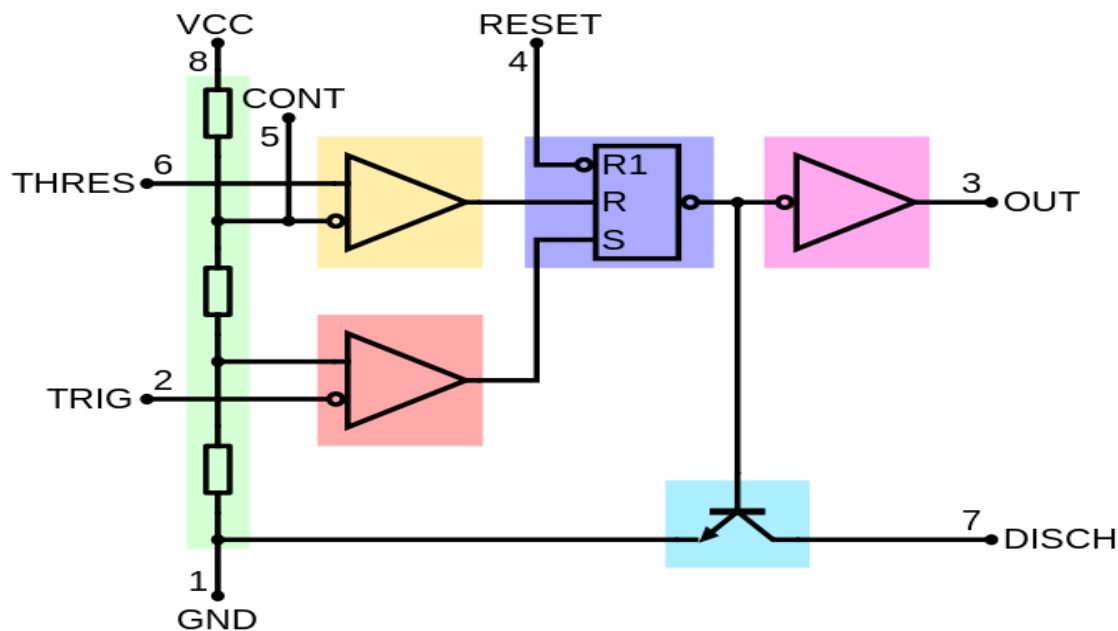 VCC
8
RESET
4
CONT
5
THRES
6
R1
R
S
3
OUT
TRIG
2
7
DISCH
1
GND